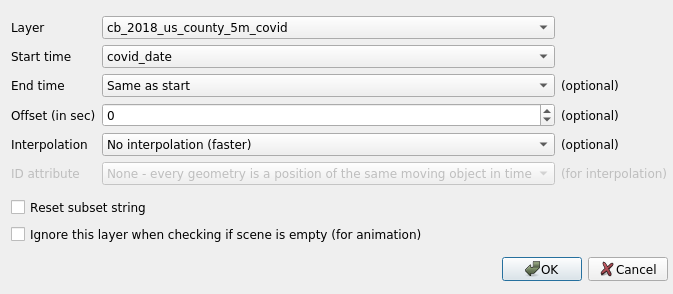 Layer cb_2018_us_county_5m_covid
Start time covid_date
End time Same as start (optional)
Offset (in sec) 0 (optional)
Interpolation No interpolation (faster) (optional)
ID attribute None - every geometry is a position of the same moving object in time (for interpolation)
Reset subset string
Ignore this layer when checking if scene is empty (for animation)
OK Cancel